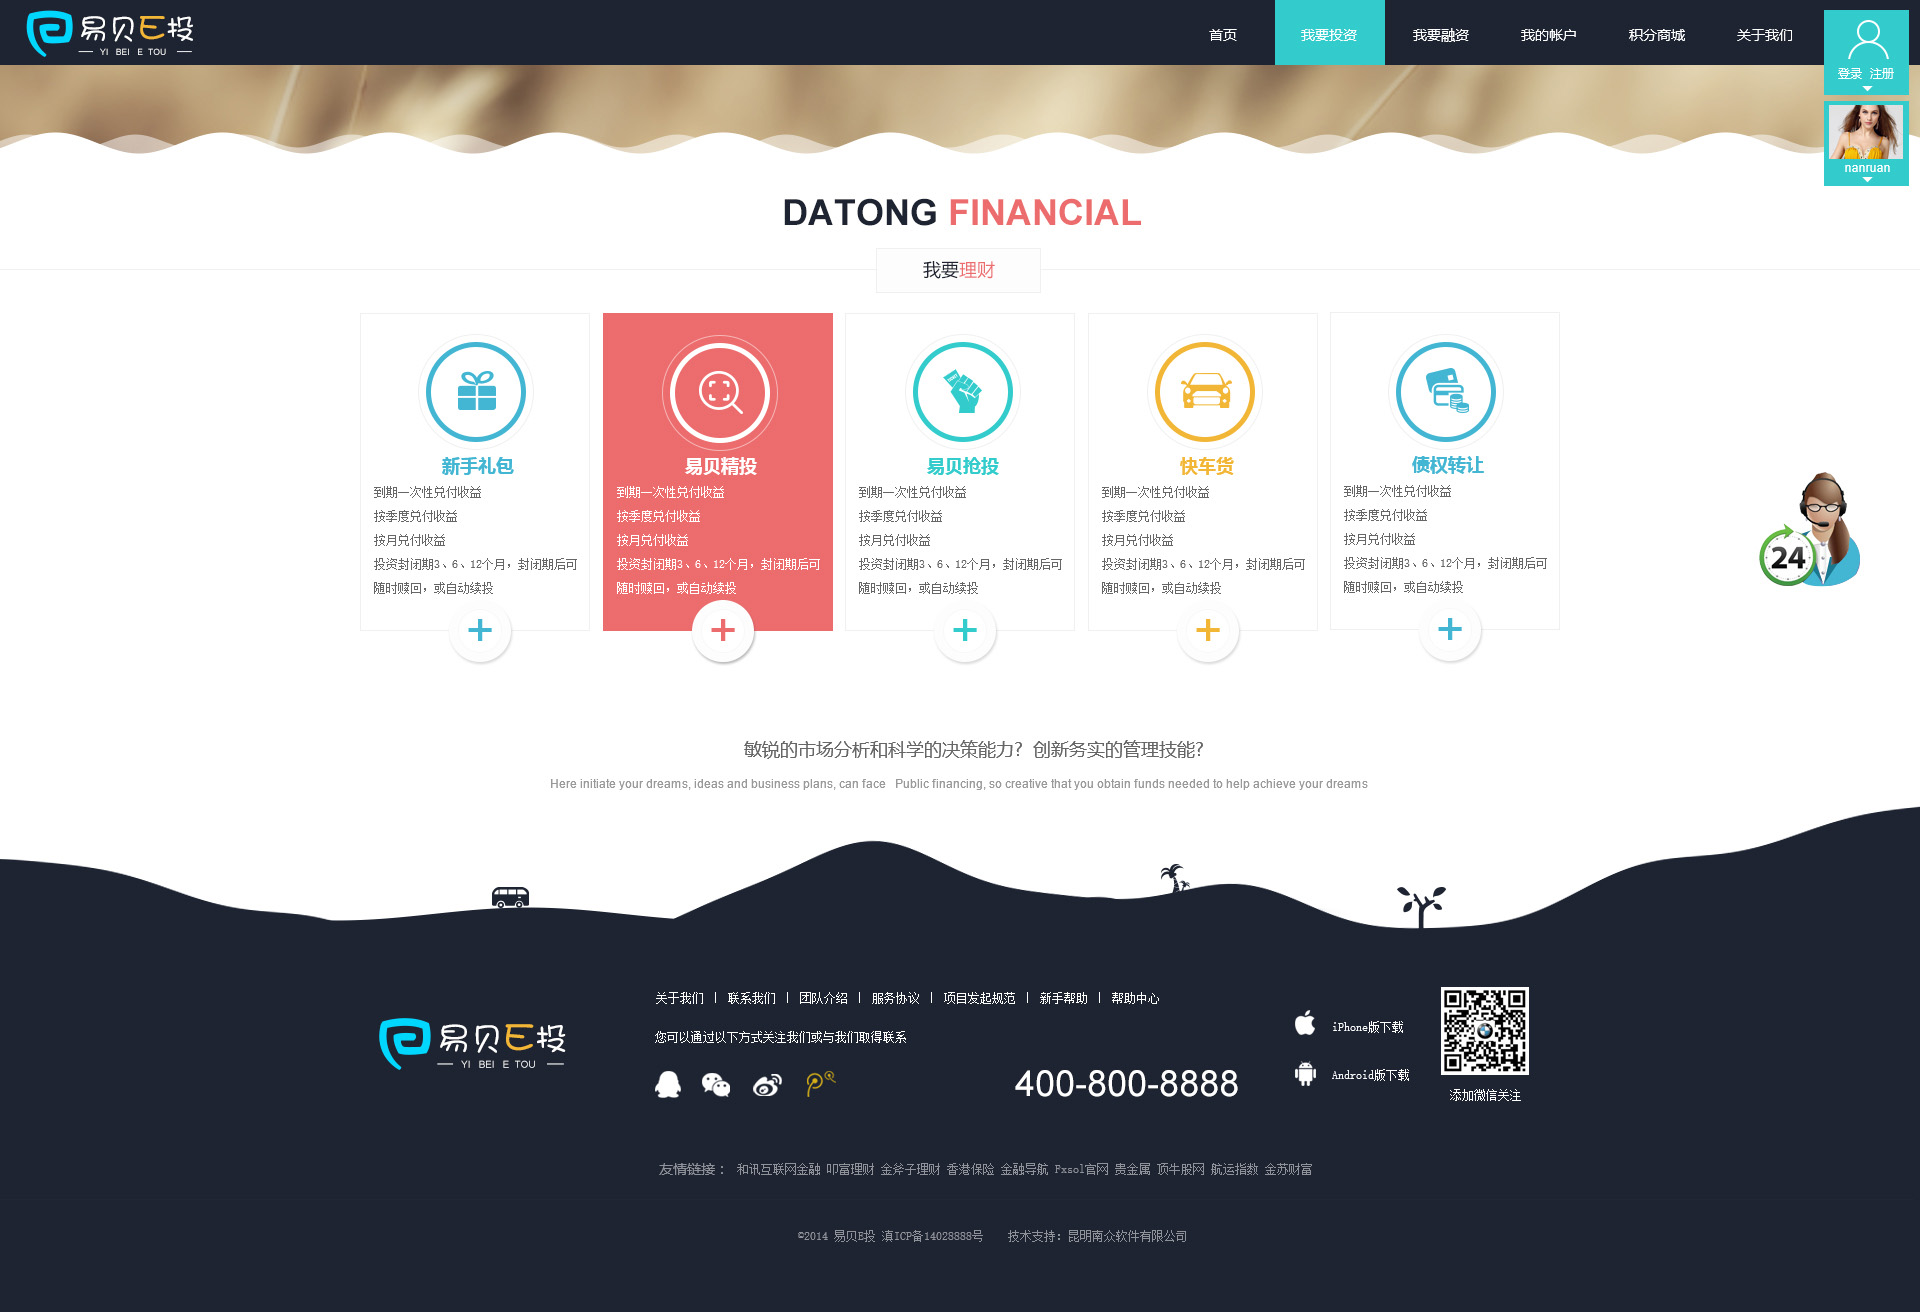 易贝E投
YI BEI E TOU
首页 我要投资 我要融资 我的帐户 积分商城 关于我们
登录 注册
nanruan
DATONG FINANCIAL
我要理财
新手礼包
到期一次性兑付收益
按季度兑付收益
按月兑付收益
投资封闭期3、6、12个月，封闭期后可
随时赎回，或自动续投
易贝精投
到期一次性兑付收益
按季度兑付收益
按月兑付收益
投资封闭期3、6、12个月，封闭期后可
随时赎回，或自动续投
易贝抢投
到期一次性兑付收益
按季度兑付收益
按月兑付收益
投资封闭期3、6、12个月，封闭期后可
随时赎回，或自动续投
快车货
到期一次性兑付收益
按季度兑付收益
按月兑付收益
投资封闭期3、6、12个月，封闭期后可
随时赎回，或自动续投
债权转让
到期一次性兑付收益
按季度兑付收益
按月兑付收益
投资封闭期3、6、12个月，封闭期后可
随时赎回，或自动续投
24
敏锐的市场分析和科学的决策能力？创新务实的管理技能？
Here initiate your dreams, ideas and business plans, can face Public financing, so creative that you obtain funds needed to help achieve your dreams
易贝E投
YI BEI E TOU
关于我们 | 联系我们 | 团队介绍 | 服务协议 | 项目发起规范 | 新手帮助 | 帮助中心
您可以通过以下方式关注我们或与我们取得联系
400-800-8888
iPhone版下载
Android版下载
添加微信关注
友情链接： 和讯互联网金融 叩富理财 金斧子理财 香港保险 金融导航 Fxsol官网 贵金属 顶牛股网 航运指数 金苏财富
©2014 易贝E投 滇ICP备14028888号 技术支持：昆明南众软件有限公司